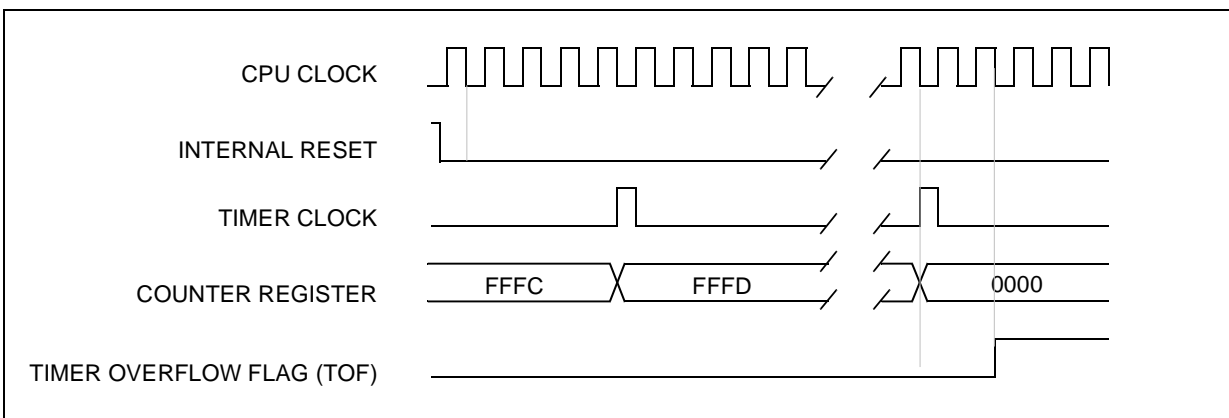 CPU CLOCK
INTERNAL RESET
TIMER CLOCK
COUNTER REGISTER
FFFC
FFFD
0000
TIMER OVERFLOW FLAG (TOF)